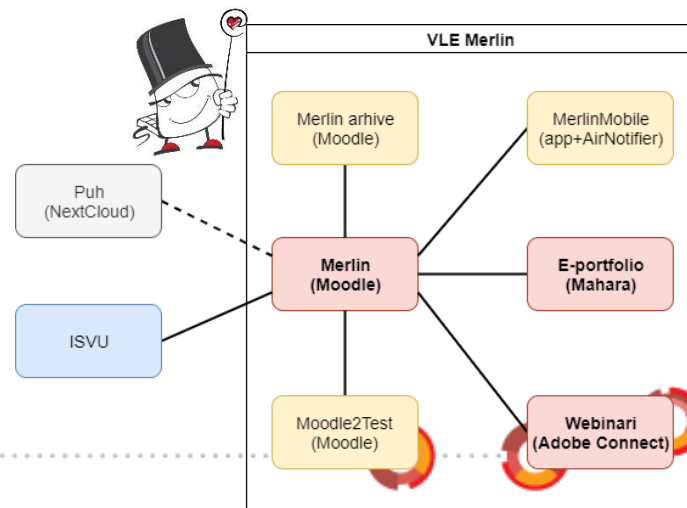 VLE Merlin
Merlin arhive
(Moodle)
MerlinMobile
(app+AirNotifier)
Puh
(NextCloud)
Merlin
(Moodle)
E-portfolio
(Mahara)
ISVU
Moodle2Test
(Moodle)
Webinari
(Adobe Connect)